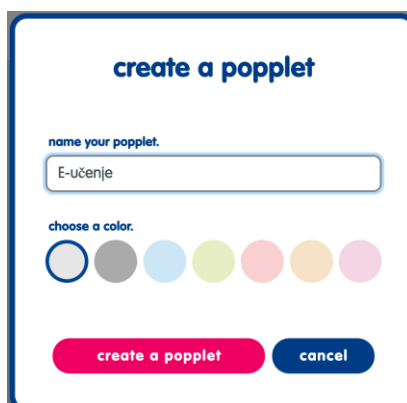 create a popplet
name your popplet.
E-učenje
choose a color.
create a popplet cancel